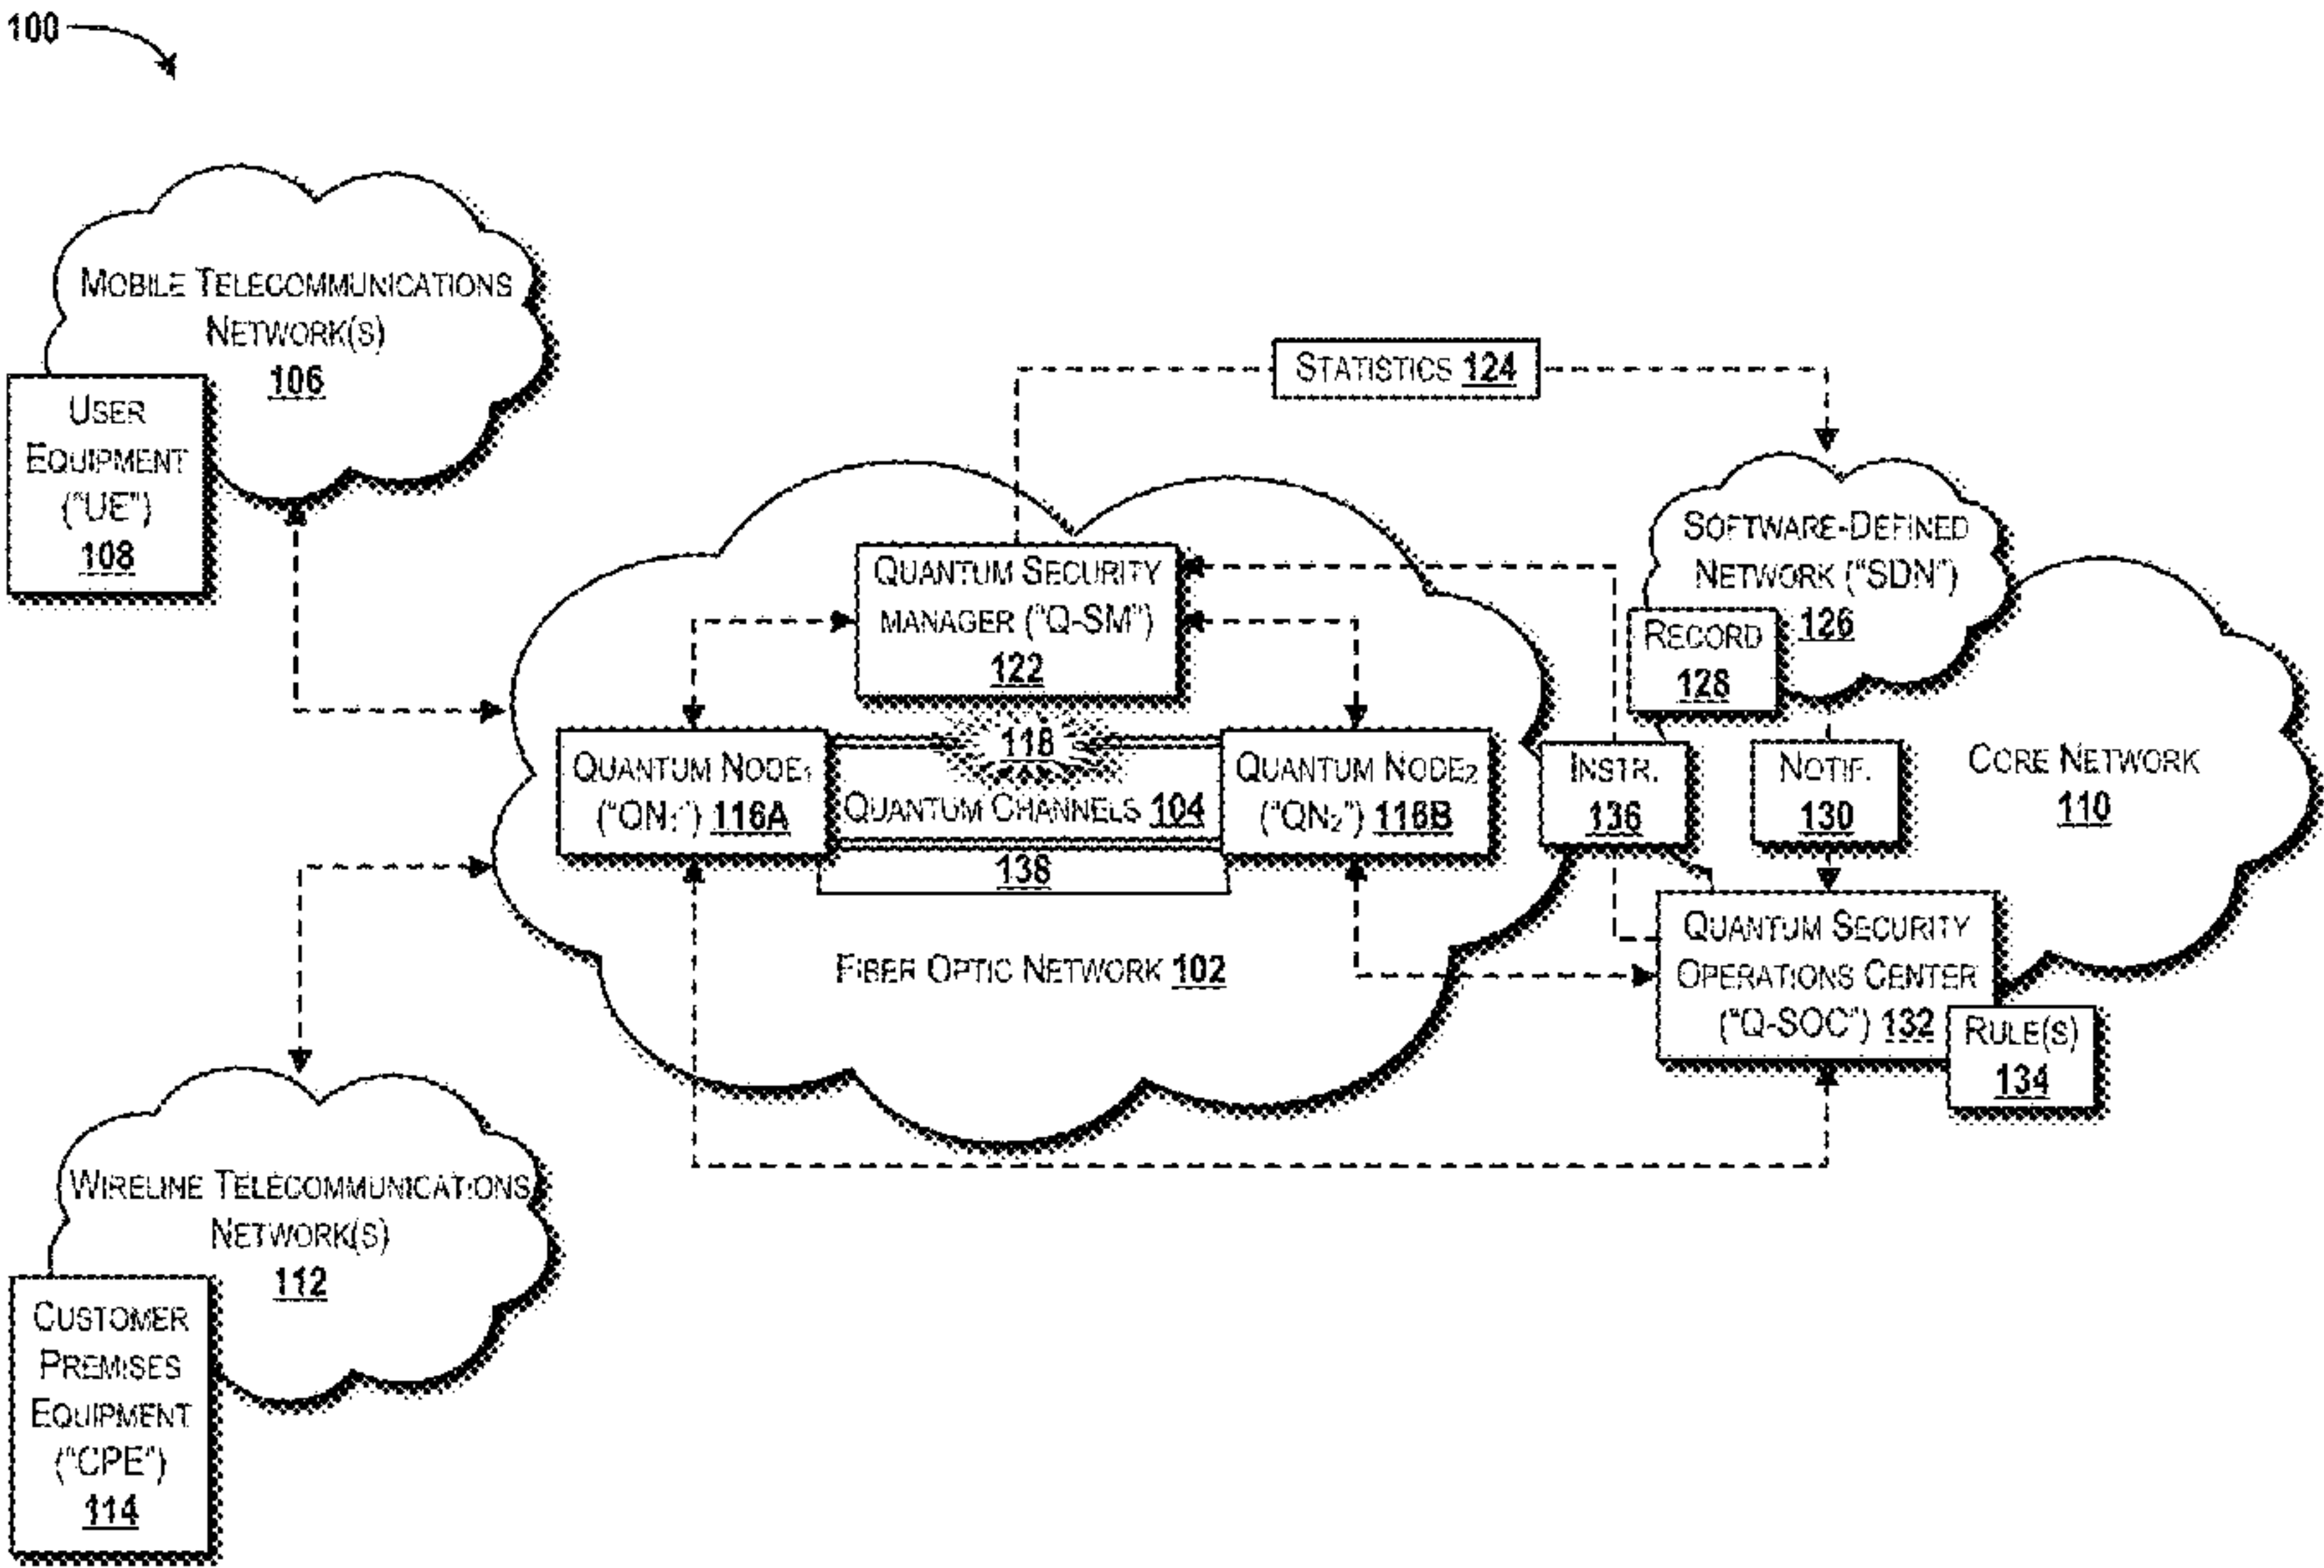 100
MOBILE TELECOMMUNICATIONS
NETWORK(S)
106
USER
EQUIPMENT
("UE")
108
STATISTICS 124
SOFTWARE-DEFINED
NETWORK ("SDN")
126
RECORD
128
QUANTUM SECURITY
MANAGER ("Q-SM")
122
118
QUANTUM NODE1
("QN1") 116A
QUANTUM CHANNELS 104
QUANTUM NODE2
("QN2") 116B
138
FIBER OPTIC NETWORK 102
INSTR.
136
NOTIF.
130
CORE NETWORK
110
QUANTUM SECURITY
OPERATIONS CENTER
("Q-SOC") 132
RULE(S)
134
WIRELINE TELECOMMUNICATIONS
NETWORK(S)
112
CUSTOMER
PREMISES
EQUIPMENT
("CPE")
114